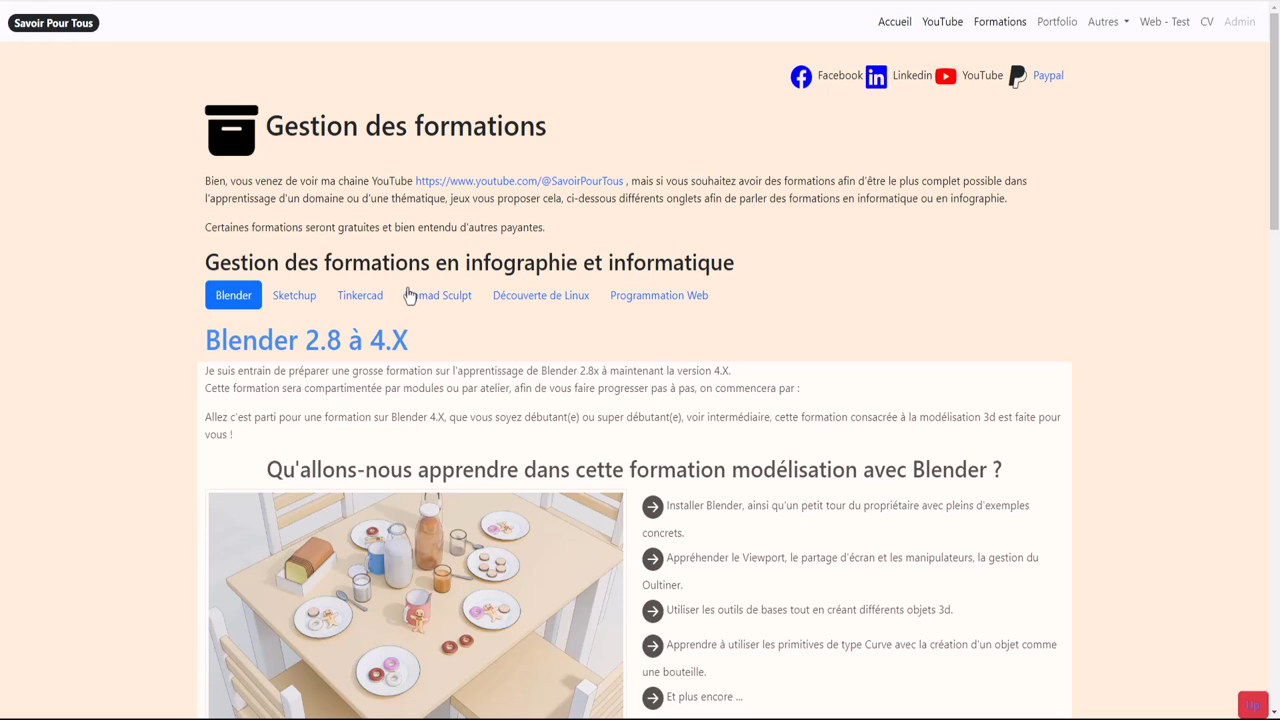 Savoir Pour Tous
Accueil YouTube Formations Portfolio Autres Web - Test CV Admin
Facebook Linkedin YouTube Paypal
Gestion des formations
Bien, vous venez de voir ma chaine YouTube https://www.youtube.com/@SavoirPourTous , mais si vous souhaitez avoir des formations afin d'être le plus complet possible dans
l'apprentissage d'un domaine ou d'une thématique, jeux vous proposer cela, ci-dessous différents onglets afin de parler des formations en informatique ou en infographie.
Certaines formations seront gratuites et bien entendu d'autres payantes.
Gestion des formations en infographie et informatique
Blender Sketchup Tinkercad Sculpt Découverte de Linux Programmation Web
Blender 2.8 à 4.X
Je suis entrain de préparer une grosse formation sur l'apprentissage de Blender 2.8x à maintenant la version 4.X.
Cette formation sera compartimentée par modules ou par atelier, afin de vous faire progresser pas à pas, on commencera par :
Allez c'est parti pour une formation sur Blender 4.X, que vous soyez débutant(e) ou super débutant(e), voir intermédiaire, cette formation consacrée à la modélisation 3d est faite pour
vous !
Qu'allons-nous apprendre dans cette formation modélisation avec Blender ?
Installer Blender, ainsi qu'un petit tour du propriétaire avec pleins d'exemples
concrets.
Appréhender le Viewport, le partage d'écran et les manipulateurs, la gestion du
Oultiner.
Utiliser les outils de bases tout en créant différents objets 3d.
Apprendre à utiliser les primitives de type Curve avec la création d'un objet comme
une bouteille.
Et plus encore ...
Up